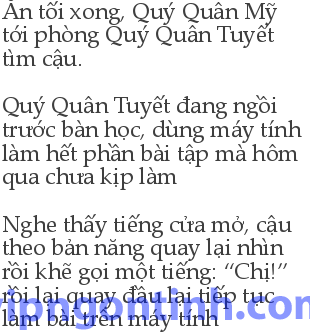 Ăn tối xong, Quý Quân Mỹ
tới phòng Quý Quân Tuyết
tìm cậu.
Quý Quân Tuyết đang ngồi
trước bàn học, dùng máy tính
làm hết phần bài tập mà hôm
qua chưa kịp làm
Nghe thấy tiếng cửa mở, cậu
theo bản năng quay lại nhìn
rồi khẽ gọi một tiếng: “Chị!”
rồi lại quay đầu lại tiếp tục
làm bài trên máy tính